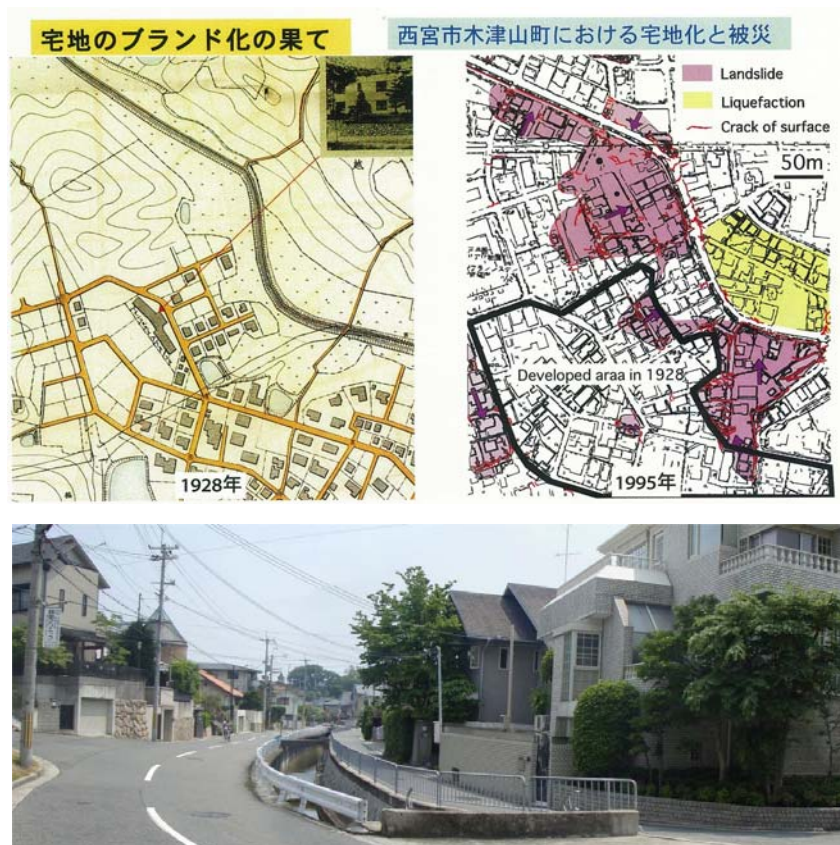 宅地のブランド化の果て
西宮市木津山町における宅地化と被災
Landslide
Liquefaction
Crack of surface
50m
Developed araa in 1928
1928年
1995年